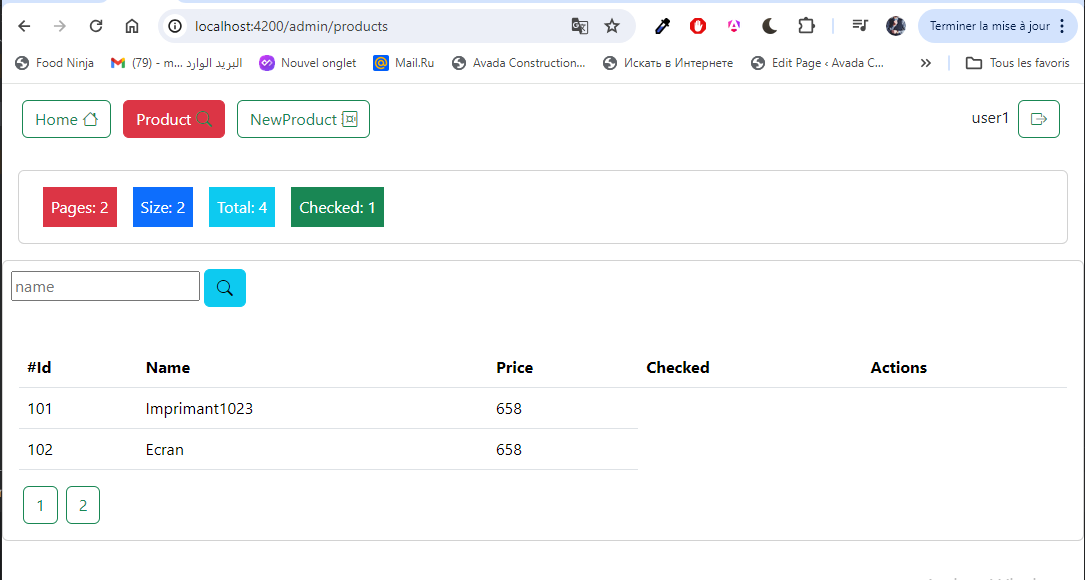 localhost:4200/admin/products
Terminer la mise à jour
Food Ninja
(79) - m... البريد الوارد
Nouvel onglet
Mail.Ru
Avada Construction...
Искать в Интернете
Edit Page ‹ Avada C...
Tous les favoris
Home
Product
NewProduct
user1
Pages: 2
Size: 2
Total: 4
Checked: 1
name
#Id Name Price Checked Actions
101 Imprimant1023 658
102 Ecran 658
1 2